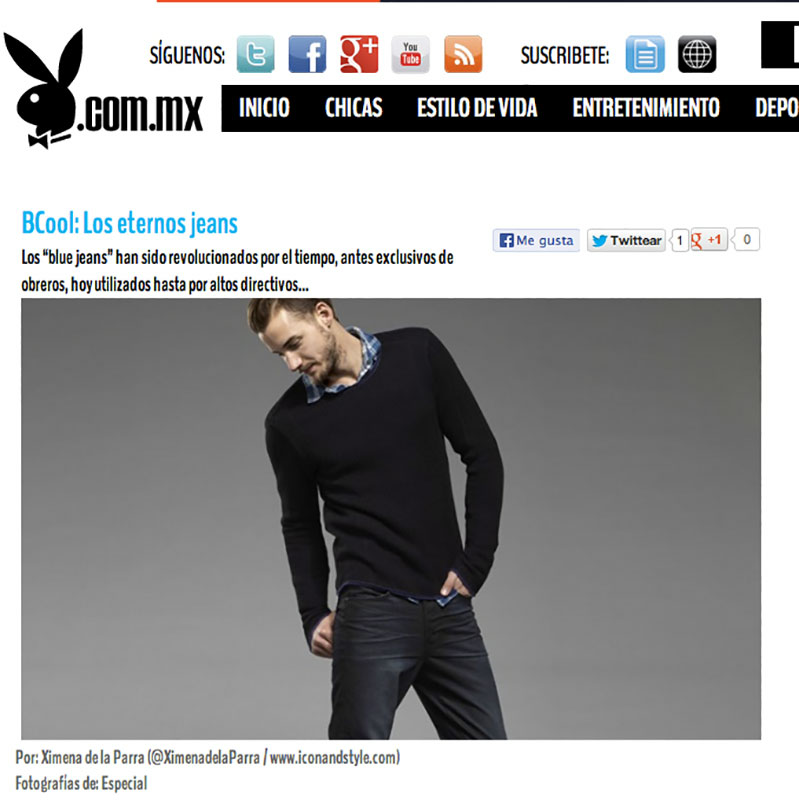 SÍGUENOS:
You
Tube
g+
SUSCRIBETE:
.com.mx
INICIO CHICAS ESTILO DE VIDA ENTRETENIMIENTO DEPO
BCool: Los eternos jeans
Me gusta Twittear 1 g +1 0
Los “blue jeans” han sido revolucionados por el tiempo, antes exclusivos de
obreros, hoy utilizados hasta por altos directivos...
Por: Ximena de la Parra (@XimenadelaParra / www.iconandstyle.com)
Fotografías de: Especial